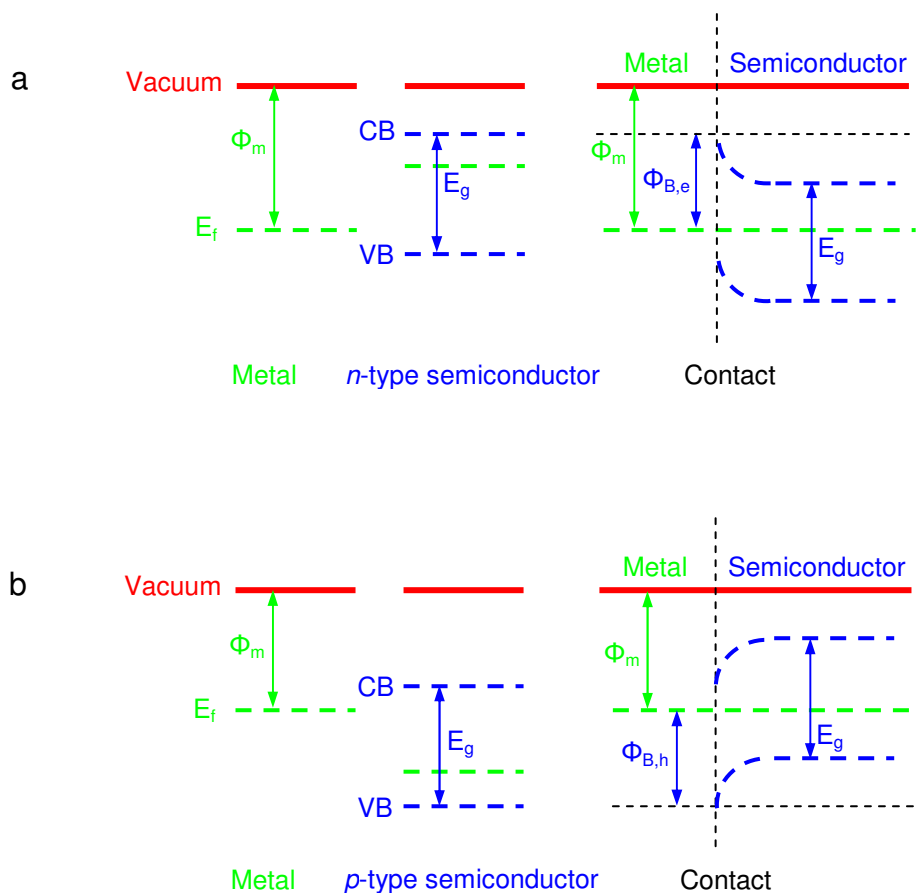 a
Metal Semiconductor
Vacuum
Φm
CB
Eg
Φm
ΦB,e
Ef
VB
Eg
Metal n-type semiconductor Contact
b
Metal Semiconductor
Vacuum
Φm
Φm
CB
Ef
Eg
ΦB,h
Eg
VB
Metal p-type semiconductor Contact